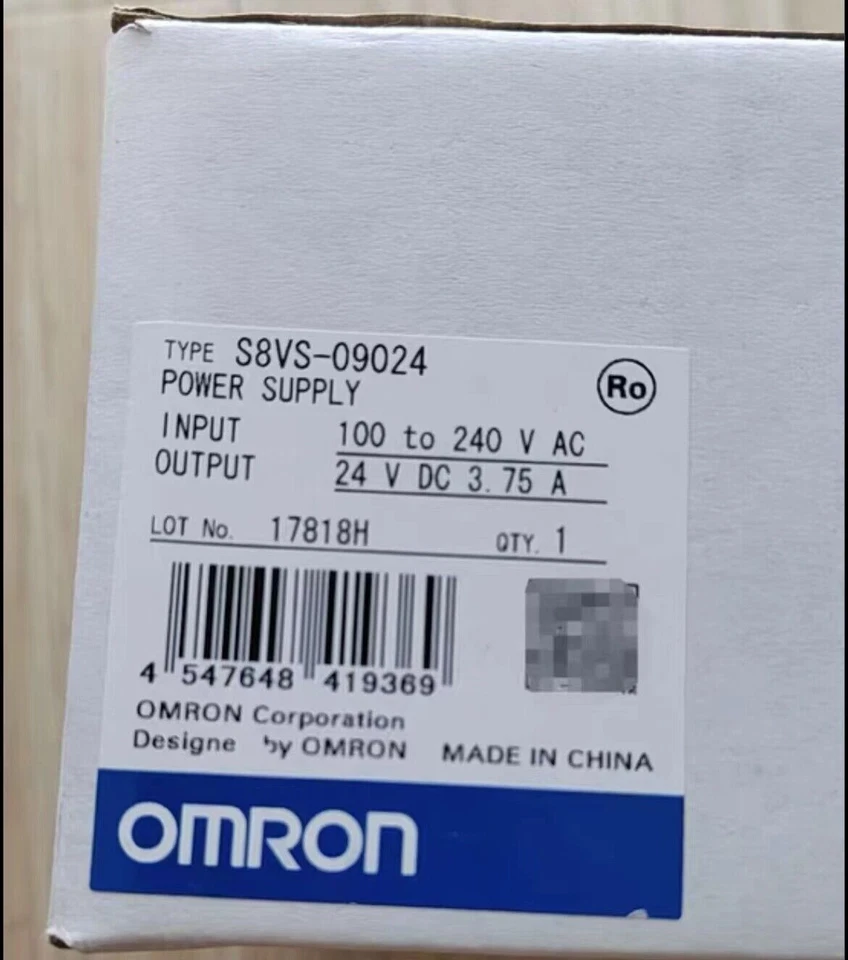 TYPE S8VS-09024
POWER SUPPLY
Ro
INPUT 100 to 240 V AC
OUTPUT 24 V DC 3.75 A
LOT No. 17818H QTY. 1
4 547648 419369
OMRON Corporation
Designe by OMRON MADE IN CHINA
OMRON